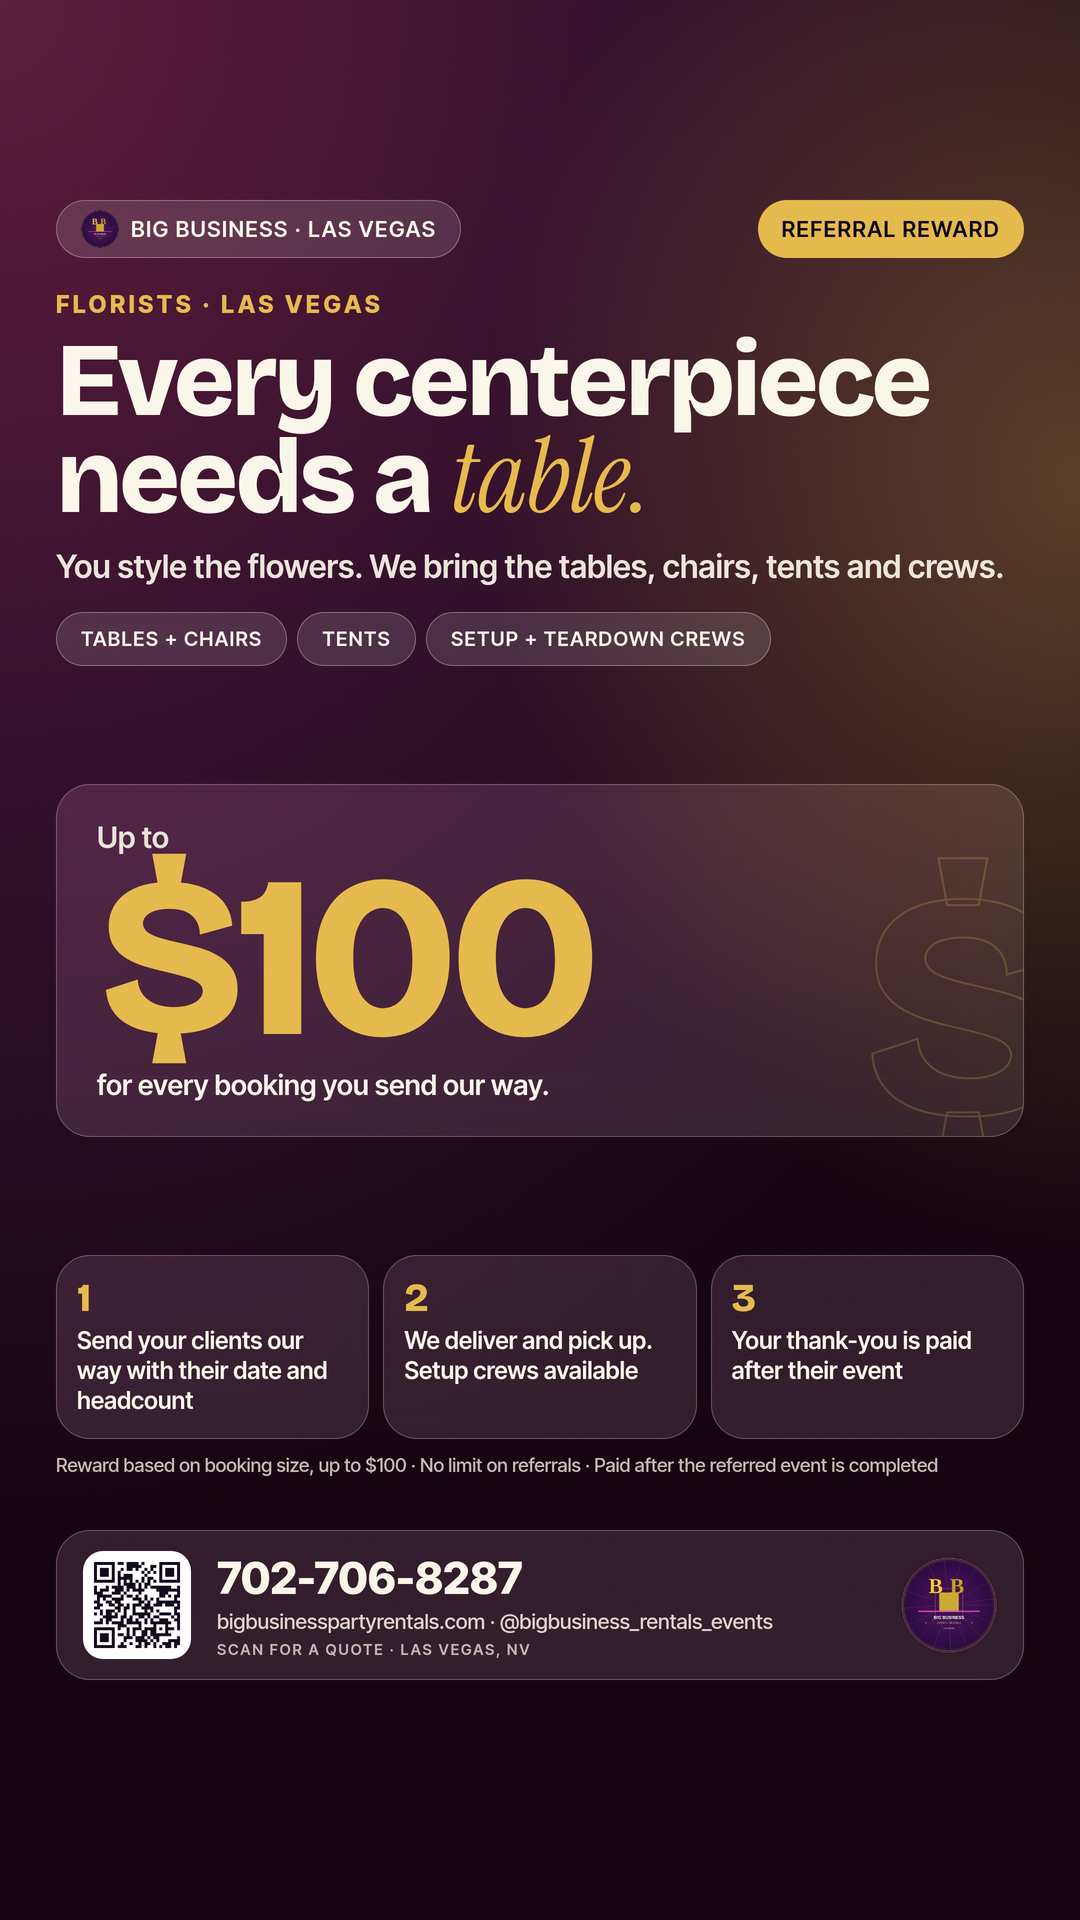 BIG BUSINESS · LAS VEGAS
REFERRAL REWARD
FLORISTS · LAS VEGAS
Every centerpiece
needs a table.
You style the flowers. We bring the tables, chairs, tents and crews.
TABLES + CHAIRS
TENTS
SETUP + TEARDOWN CREWS
Up to
$100
for every booking you send our way.
$
1
Send your clients our
way with their date and
headcount
2
We deliver and pick up.
Setup crews available
3
Your thank-you is paid
after their event
Reward based on booking size, up to $100 · No limit on referrals · Paid after the referred event is completed
702-706-8287
bigbusinesspartyrentals.com · @bigbusiness_rentals_events
SCAN FOR A QUOTE · LAS VEGAS, NV
B B
BIG BUSINESS